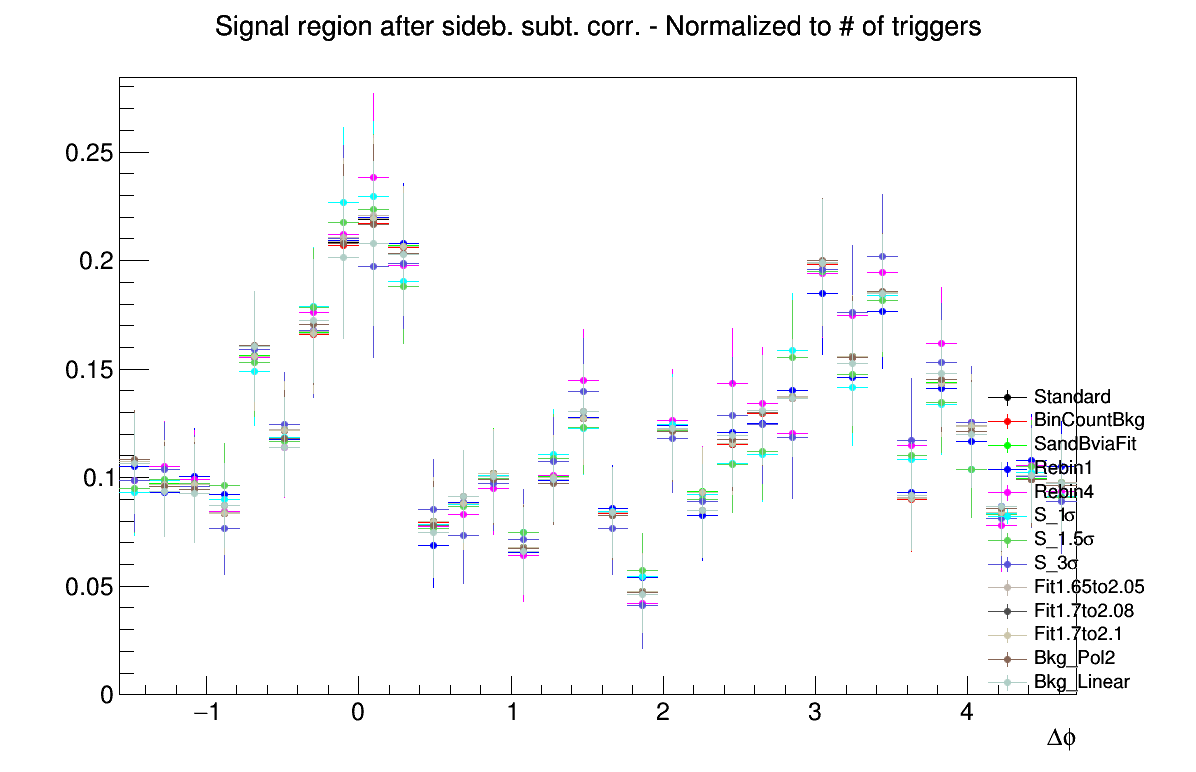 Signal region after sideb. subt. corr. - Normalized to # of triggers
0.25
0.2
0.15
0.1
0.05
0
Standard
BinCountBkg
SandBviaFit
Rebin1
Rebin4
S_1σ
S_1.5σ
S_3σ
Fit1.65to2.05
Fit1.7to2.08
Fit1.7to2.1
Bkg_Pol2
Bkg_Linear
−1 0 1 2 3 4
Δϕ